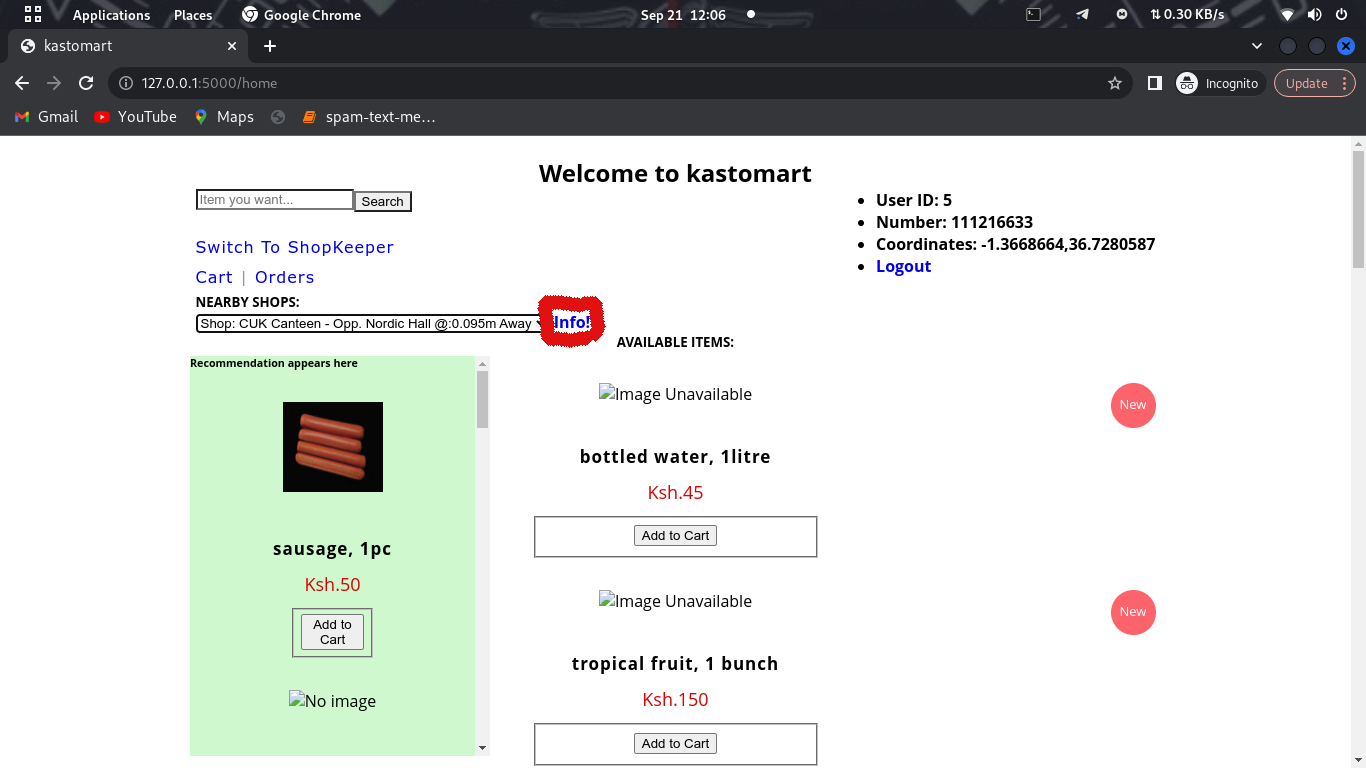 Applications Places Google Chrome Sep 21 12:06 0.30 KB/s
kastomart
127.0.0.1:5000/home Incognito Update
Gmail YouTube Maps spam-text-me…
Welcome to kastomart
Item you want... Search
Switch To ShopKeeper
Cart | Orders
NEARBY SHOPS:
Shop: CUK Canteen - Opp. Nordic Hall @:0.095m Away Info!
User ID: 5
Number: 111216633
Coordinates: -1.3668664,36.7280587
Logout
Recommendation appears here
sausage, 1pc
Ksh.50
Add to
Cart
No image
AVAILABLE ITEMS:
Image Unavailable
New
bottled water, 1litre
Ksh.45
Add to Cart
Image Unavailable
New
tropical fruit, 1 bunch
Ksh.150
Add to Cart